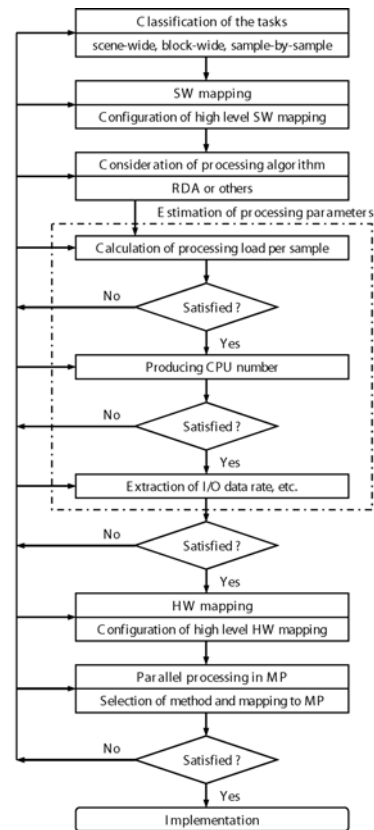 Classification of the tasks
scene-wide, block-wide, sample-by-sample
SW mapping
Configuration of high level SW mapping
Consideration of processing algorithm
RDA or others
Estimation of processing parameters
Calculation of processing load per sample
No
Satisfied ?
Yes
Producing CPU number
No
Satisfied ?
Yes
Extraction of I/O data rate, etc.
No
Satisfied ?
Yes
HW mapping
Configuration of high level HW mapping
Parallel processing in MP
Selection of method and mapping to MP
No
Satisfied ?
Yes
Implementation